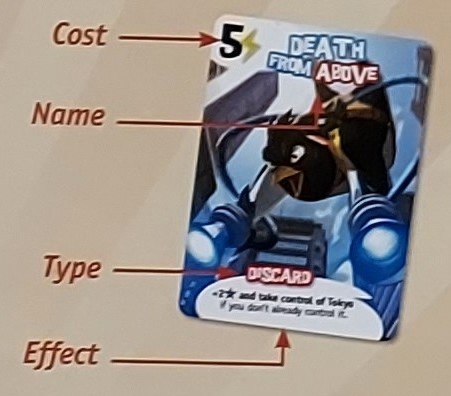 Cost
5
DEATH
FROM ABOVE
Name
Type
DISCARD
+2★ and take control of Tokyo
if you don't already control it.
Effect